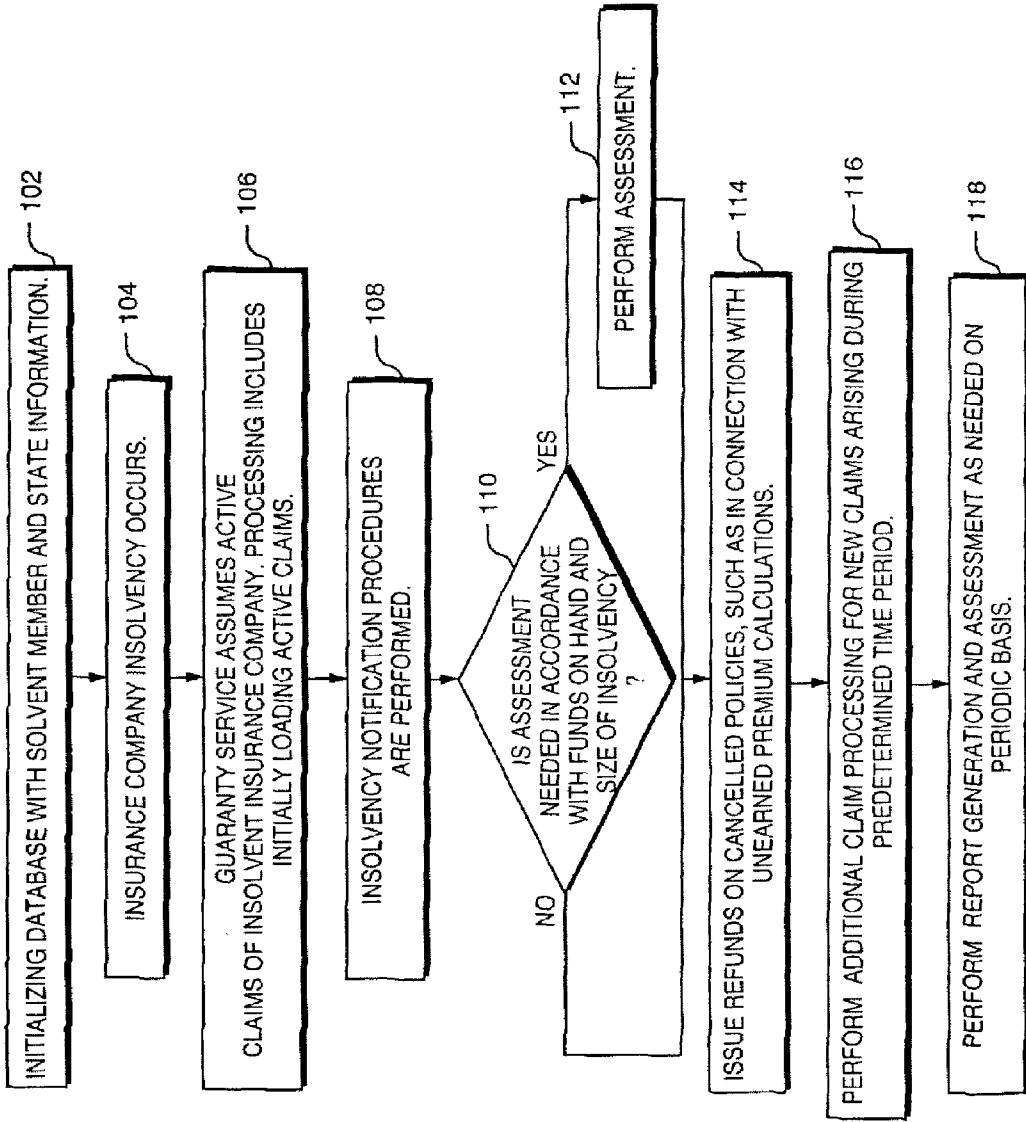 INITIALIZING DATABASE WITH SOLVENT MEMBER AND STATE INFORMATION.
102
INSURANCE COMPANY INSOLVENCY OCCURS.
104
GUARANTY SERVICE ASSUMES ACTIVE
CLAIMS OF INSOLVENT INSURANCE COMPANY. PROCESSING INCLUDES
INITIALLY LOADING ACTIVE CLAIMS.
106
INSOLVENCY NOTIFICATION PROCEDURES
ARE PERFORMED.
108
IS ASSESSMENT
NEEDED IN ACCORDANCE
WITH FUNDS ON HAND AND
SIZE OF INSOLVENCY
?
110
NO
YES
PERFORM ASSESSMENT.
112
ISSUE REFUNDS ON CANCELLED POLICIES, SUCH AS IN CONNECTION WITH
UNEARNED PREMIUM CALCULATIONS.
114
PERFORM ADDITIONAL CLAIM PROCESSING FOR NEW CLAIMS ARISING DURING
PREDETERMINED TIME PERIOD.
116
PERFORM REPORT GENERATION AND ASSESSMENT AS NEEDED ON
PERIODIC BASIS.
118